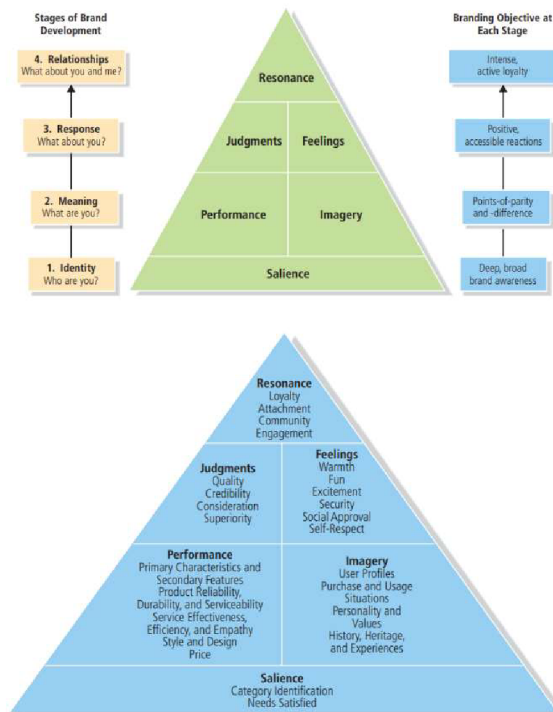 Stages of Brand
Development
4. Relationships
What about you and me?
3. Response
What about you?
2. Meaning
What are you?
1. Identity
Who are you?
Resonance
Judgments
Feelings
Performance
Imagery
Salience
Branding Objective at
Each Stage
Intense,
active loyalty
Positive,
accessible reactions
Points-of-parity
and -difference
Deep, broad
brand awareness
Resonance
Loyalty
Attachment
Community
Engagement
Judgments
Quality
Credibility
Consideration
Superiority
Feelings
Warmth
Fun
Excitement
Security
Social Approval
Self-Respect
Performance
Primary Characteristics and
Secondary Features
Product Reliability,
Durability, and Serviceability
Service Effectiveness,
Efficiency, and Empathy
Style and Design
Price
Imagery
User Profiles
Purchase and Usage
Situations
Personality and
Values
History, Heritage,
and Experiences
Salience
Category Identification
Needs Satisfied